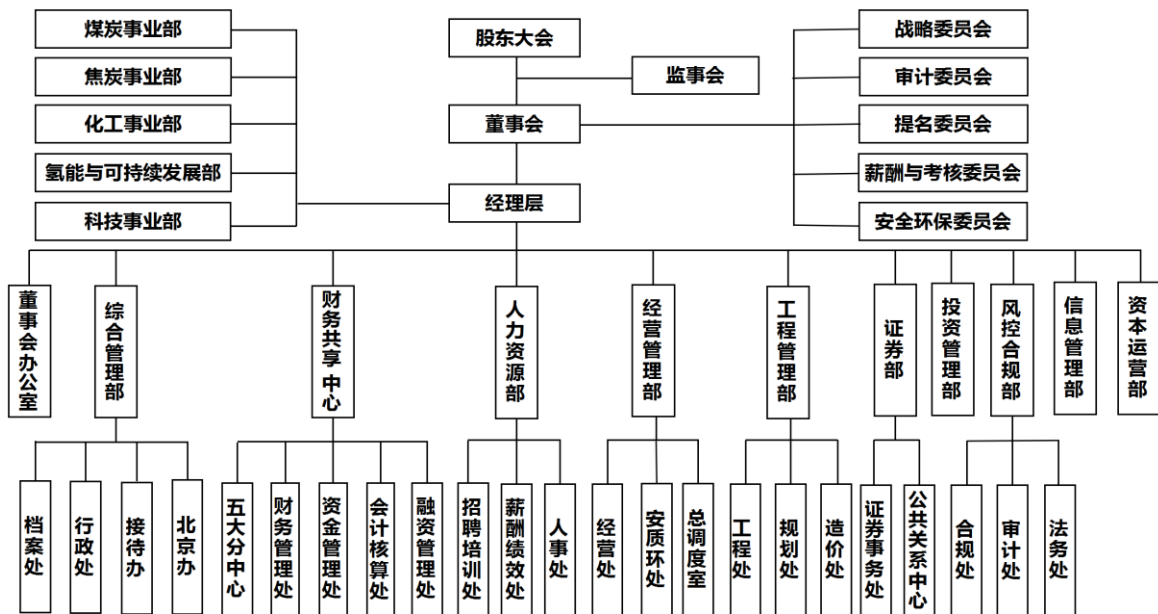 煤炭事业部
焦炭事业部
化工事业部
氢能与可持续发展部
科技事业部
股东大会
监事会
董事会
经理层
战略委员会
审计委员会
提名委员会
薪酬与考核委员会
安全环保委员会
董事会办公室
综合管理部
财务共享中心
人力资源部
经营管理部
工程管理部
证券部
投资管理部
风控合规部
信息管理部
资本运营部
档案处
行政处
接待办
北京办
五大分中心
财务管理处
资金管理处
会计核算处
融资管理处
招聘培训处
薪酬绩效处
人事处
经营处
安质环处
总调度室
工程处
规划处
造价处
证券事务处
公共关系中心
合规处
审计处
法务处